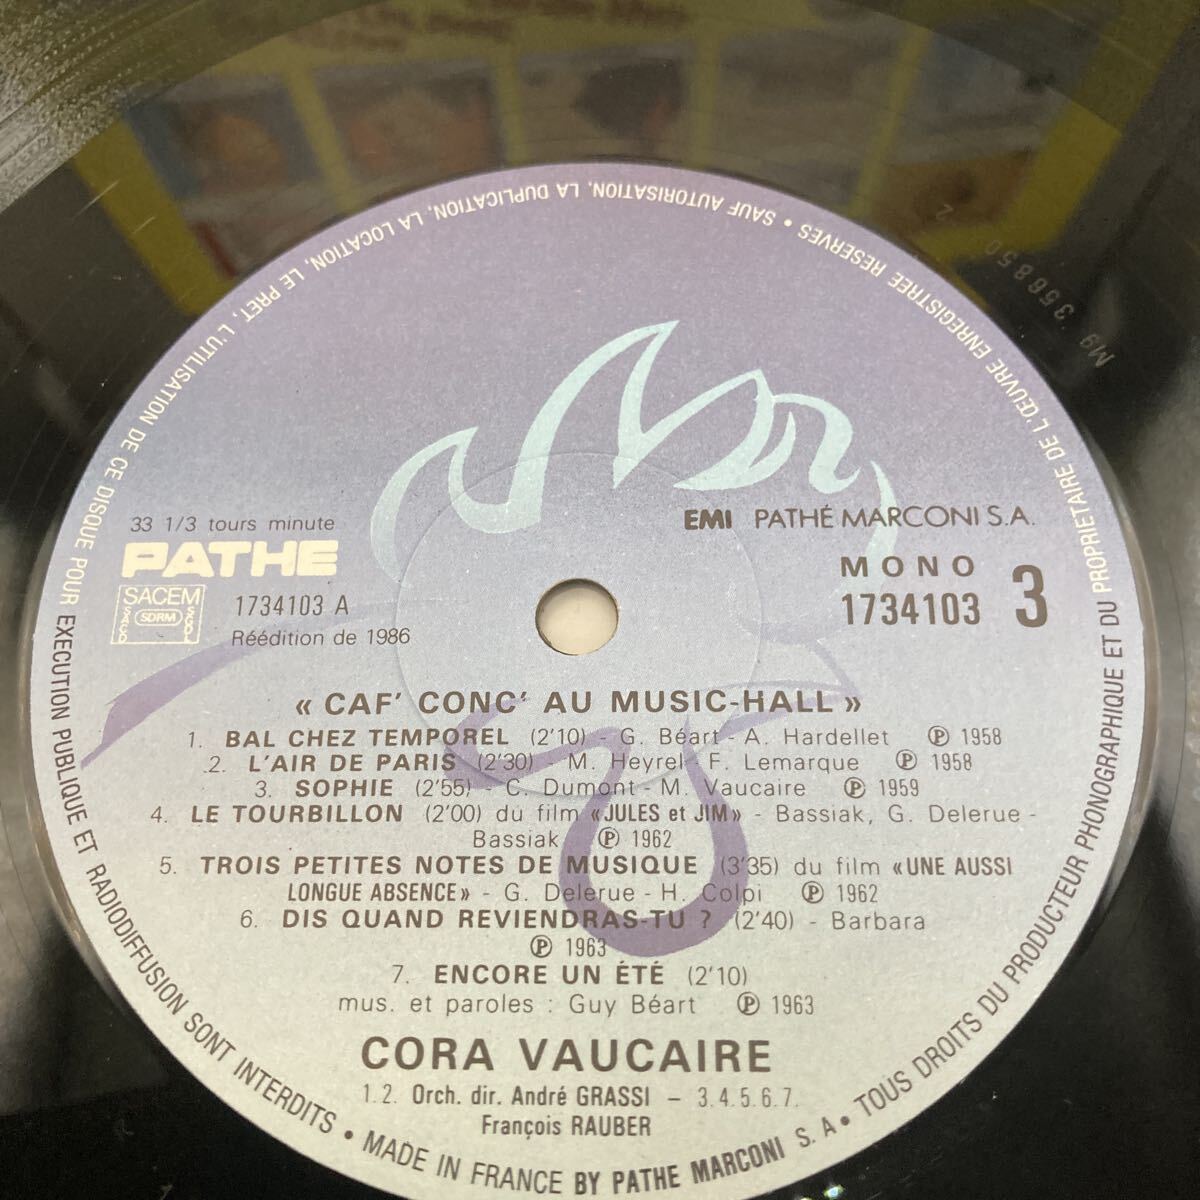 TOUS DROITS DU PRODUCTEUR PHONOGRAPHIQUE ET DU PROPRIETAIRE DE L'ŒUVRE ENREGISTREE RESERVES • SAUF AUTORISATION, LA DUPLICATION, LA LOCATION, LE PRET, L'UTILISATION DE CE DISQUE POUR EXECUTION PUBLIQUE ET RADIODIFFUSION SONT INTERDITS • MADE IN FRANCE BY PATHE MARCONI S.A •
33 1/3 tours minute
PATHE
SACEM
SDRM
SACD
SGDL
1734103 A
Réédition de 1986
EMI PATHÉ MARCONI S.A.
MONO
1734103 3
« CAF' CONC' AU MUSIC-HALL »
1. BAL CHEZ TEMPOREL (2'10) - G. Béart - A. Hardellet Ⓟ 1958
2. L'AIR DE PARIS (2'30) - M. Heyrel - F. Lemarque Ⓟ 1958
3. SOPHIE (2'55) - C. Dumont - M. Vaucaire Ⓟ 1959
4. LE TOURBILLON (2'00) du film «JULES et JIM» - Bassiak, G. Delerue -
Bassiak Ⓟ 1962
5. TROIS PETITES NOTES DE MUSIQUE (3'35) du film «UNE AUSSI
LONGUE ABSENCE» - G. Delerue - H. Colpi Ⓟ 1962
6. DIS QUAND REVIENDRAS-TU ? (2'40) - Barbara
Ⓟ 1963
7. ENCORE UN ÉTÉ (2'10)
mus. et paroles : Guy Béart Ⓟ 1963
CORA VAUCAIRE
1.2. Orch. dir. André GRASSI – 3.4.5.6.7.
François RAUBER
M9 358850 2